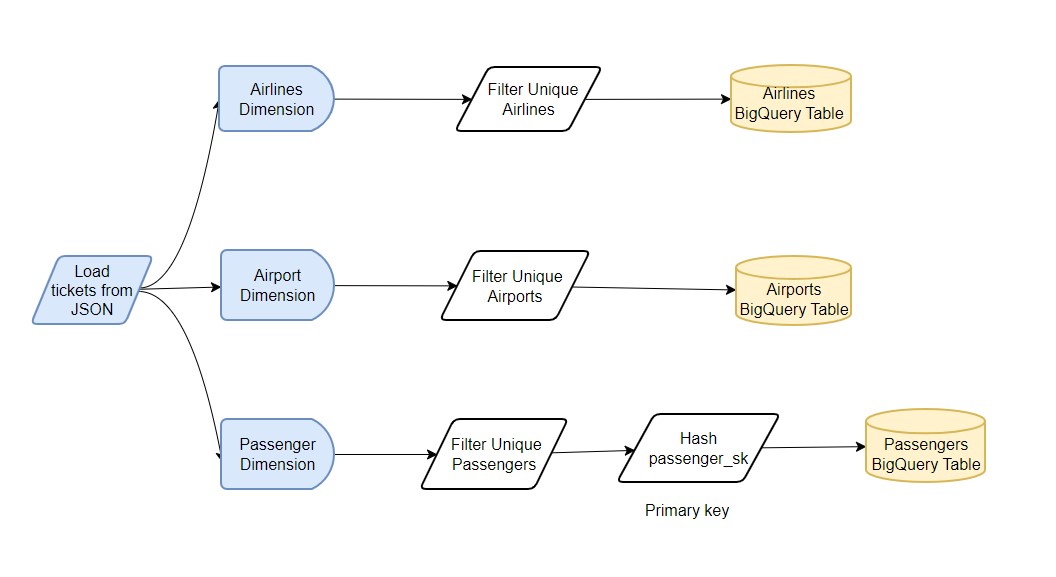 Airlines
Dimension
Filter Unique
Airlines
Airlines
BigQuery Table
Load
tickets from
JSON
Airport
Dimension
Filter Unique
Airports
Airports
BigQuery Table
Passenger
Dimension
Filter Unique
Passengers
Hash
passenger_sk
Primary key
Passengers
BigQuery Table